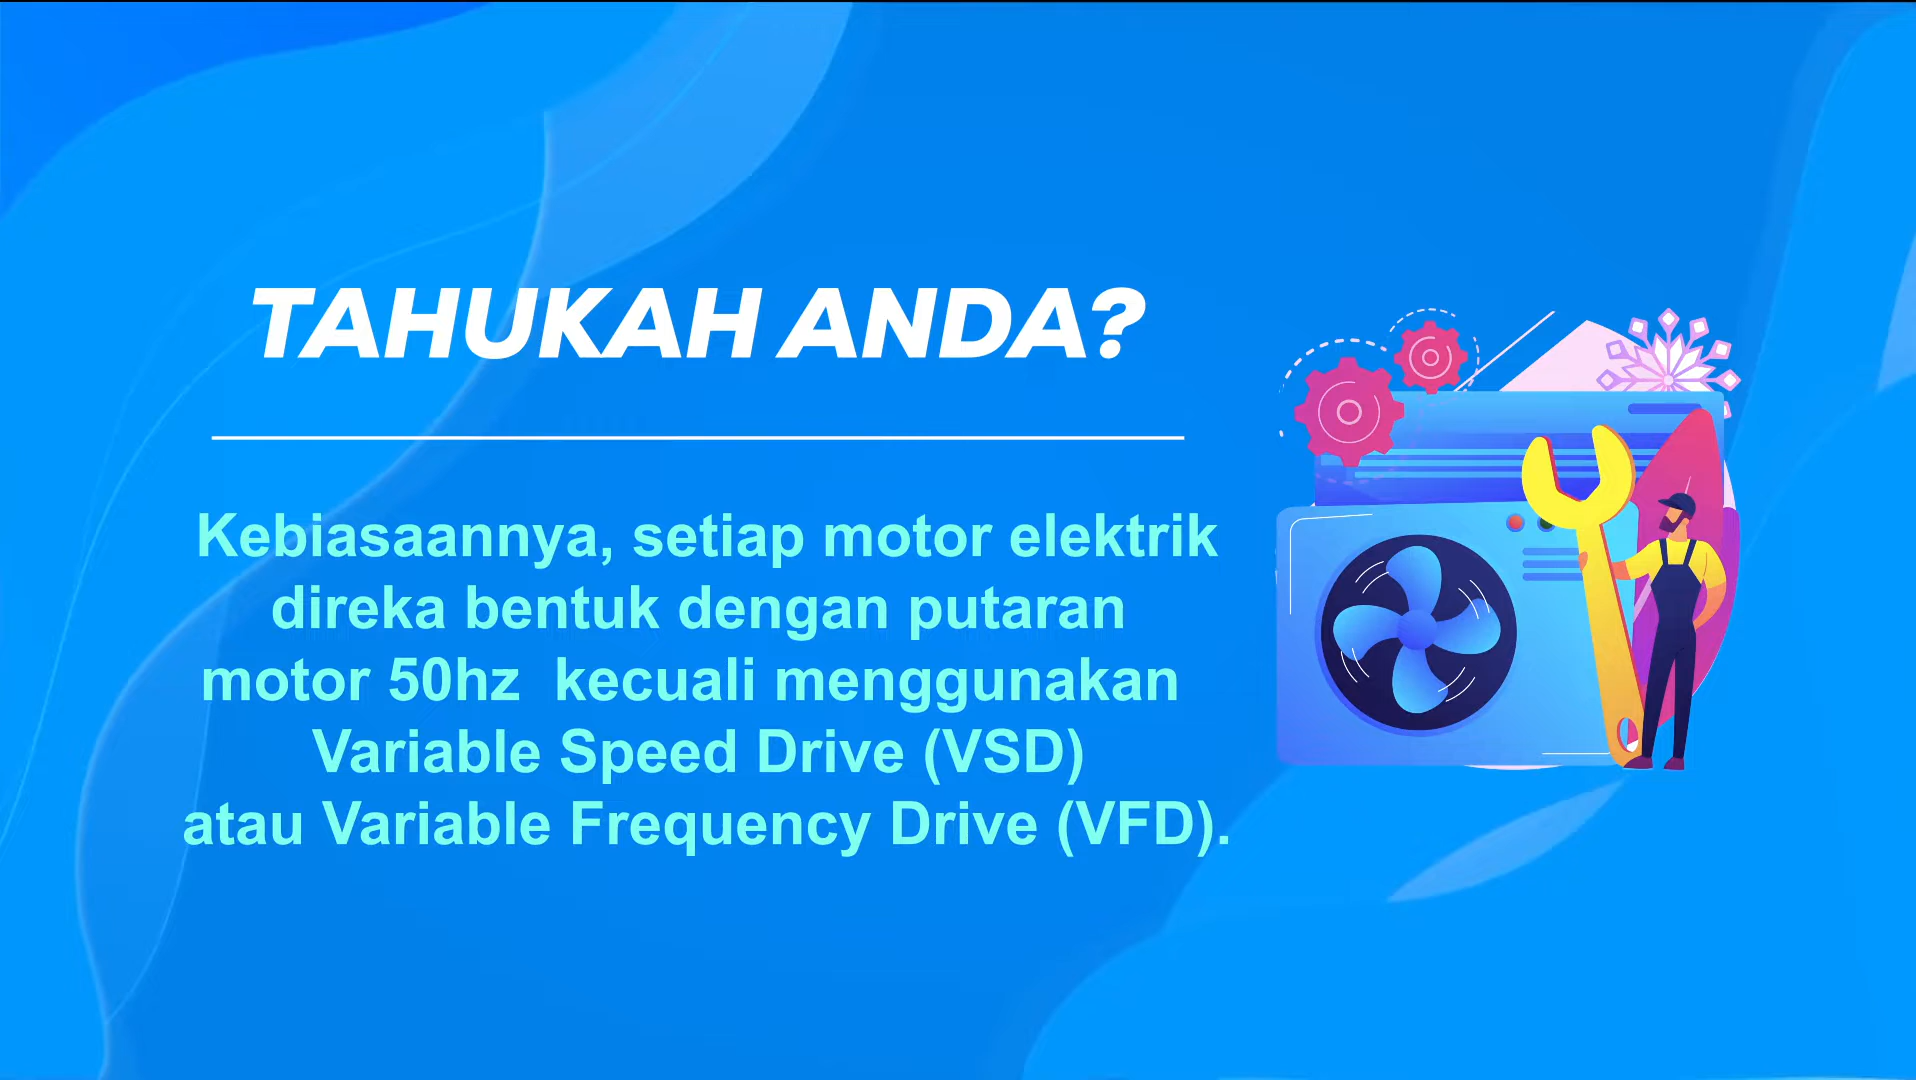 TAHUKAH ANDA?
Kebiasaannya, setiap motor elektrik
direka bentuk dengan putaran
motor 50hz  kecuali menggunakan
Variable Speed Drive (VSD)
atau Variable Frequency Drive (VFD).